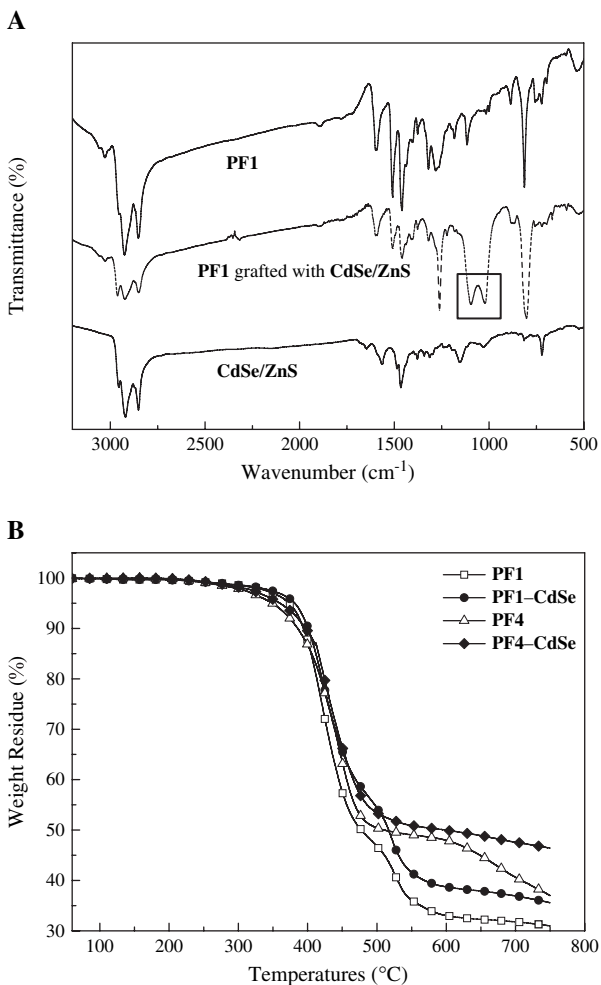 A
Transmittance (%)
PF1
PF1 grafted with CdSe/ZnS
CdSe/ZnS
3000 2500 2000 1500 1000 500
Wavenumber (cm⁻¹)
B
Weight Residue (%)
100
90
80
70
60
50
40
30
PF1
PF1–CdSe
PF4
PF4–CdSe
100 200 300 400 500 600 700 800
Temperatures (°C)